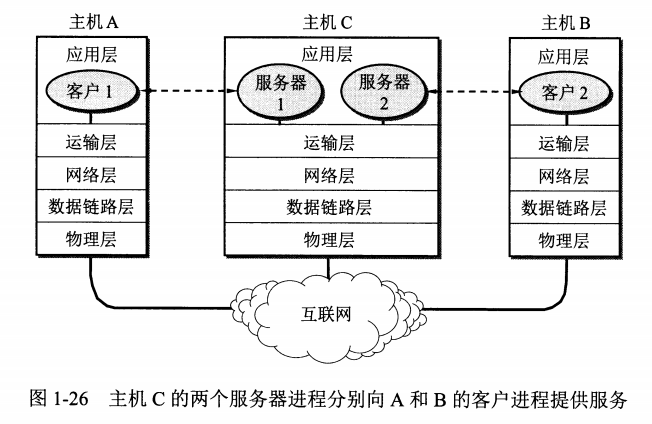 主机 A
主机 C
主机 B
应用层
应用层
应用层
客户 1
服务器
1
服务器
2
客户 2
运输层
运输层
运输层
网络层
网络层
网络层
数据链路层
数据链路层
数据链路层
物理层
物理层
物理层
互联网
图 1-26 主机 C 的两个服务器进程分别向 A 和 B 的客户进程提供服务